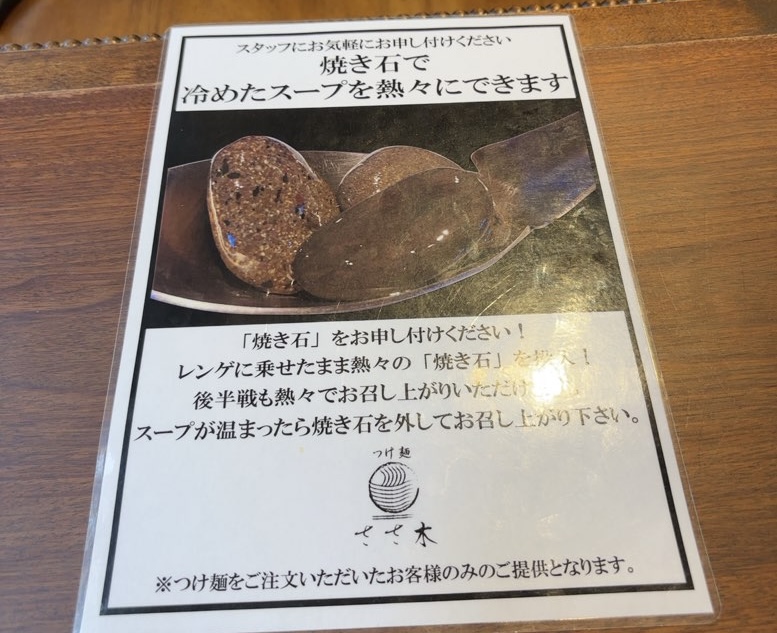 スタッフにお気軽にお申し付けください
焼き石で
冷めたスープを熱々にできます
「焼き石」をお申し付けください！
レンゲに乗せたまま熱々の「焼き石」を投入！
後半戦も熱々でお召し上がりいただけ
スープが温まったら焼き石を外してお召し上がり下さい。
つけ麺
ささ木
※つけ麺をご注文いただいたお客様のみのご提供となります。